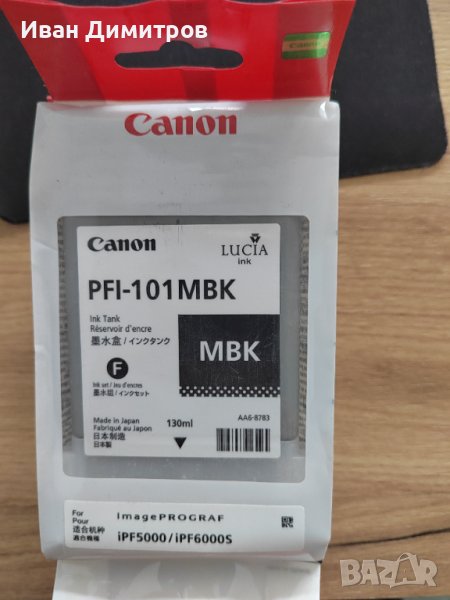 Иван Димитров
Canon
Canon
Canon
LUCIA
ink
PFI-101MBK
Ink Tank
Réservoir d'encre
墨水盒/インクタンク
MBK
F
Ink set / Jeu d'encres
墨水组/インクセット
Made in Japan
Fabriqué au Japon
日本制造
日本製
130ml
AA6-8783
For
Pour
适合机种
適合機種
imagePROGRAF
iPF5000/iPF6000S
BAZAR